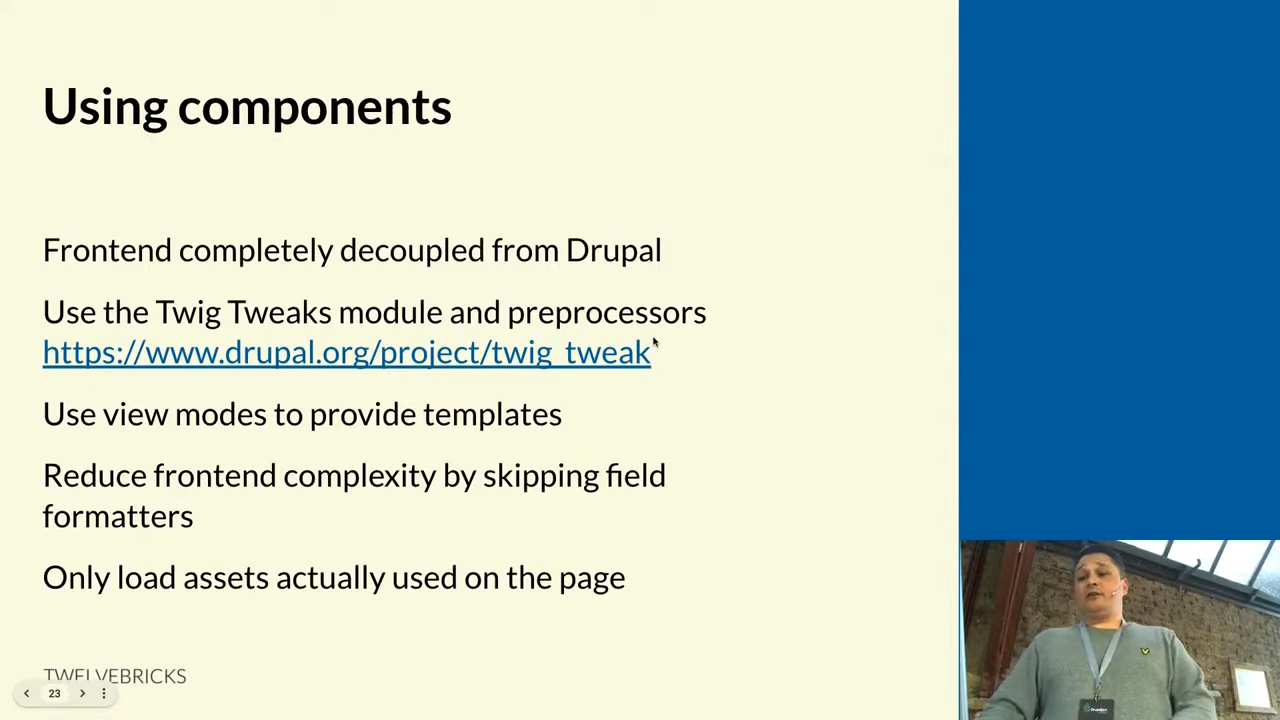 Using components
Frontend completely decoupled from Drupal
Use the Twig Tweaks module and preprocessors
https://www.drupal.org/project/twig_tweak
Use view modes to provide templates
Reduce frontend complexity by skipping field
formatters
Only load assets actually used on the page
TWELVEBRICKS
23